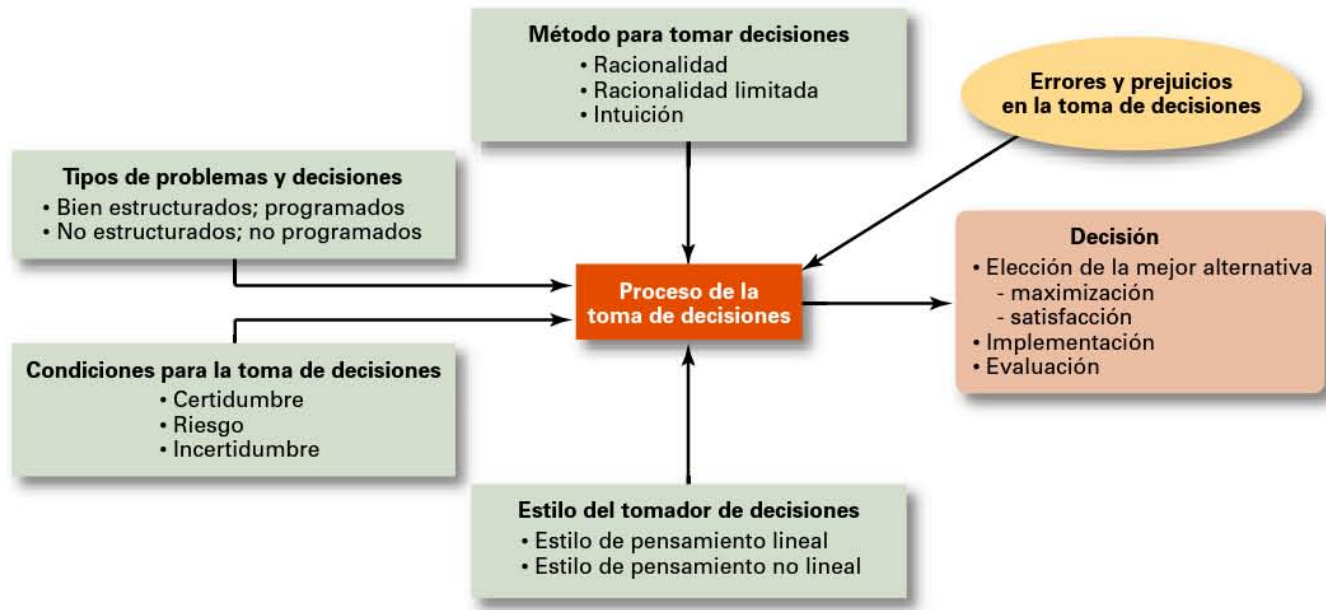 Método para tomar decisiones
• Racionalidad
• Racionalidad limitada
• Intuición
Errores y prejuicios
en la toma de decisiones
Tipos de problemas y decisiones
• Bien estructurados; programados
• No estructurados; no programados
Proceso de la
toma de decisiones
Decisión
• Elección de la mejor alternativa
- maximización
- satisfacción
• Implementación
• Evaluación
Condiciones para la toma de decisiones
• Certidumbre
• Riesgo
• Incertidumbre
Estilo del tomador de decisiones
• Estilo de pensamiento lineal
• Estilo de pensamiento no lineal